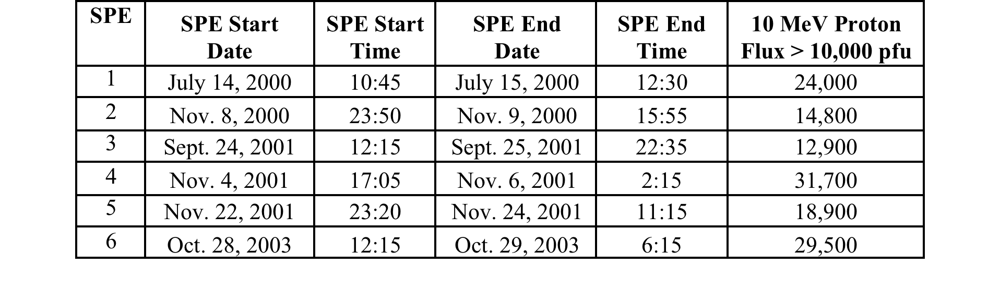 SPE SPE Start Date SPE Start Time SPE End Date SPE End Time 10 MeV Proton Flux > 10,000 pfu
1 July 14, 2000 10:45 July 15, 2000 12:30 24,000
2 Nov. 8, 2000 23:50 Nov. 9, 2000 15:55 14,800
3 Sept. 24, 2001 12:15 Sept. 25, 2001 22:35 12,900
4 Nov. 4, 2001 17:05 Nov. 6, 2001 2:15 31,700
5 Nov. 22, 2001 23:20 Nov. 24, 2001 11:15 18,900
6 Oct. 28, 2003 12:15 Oct. 29, 2003 6:15 29,500